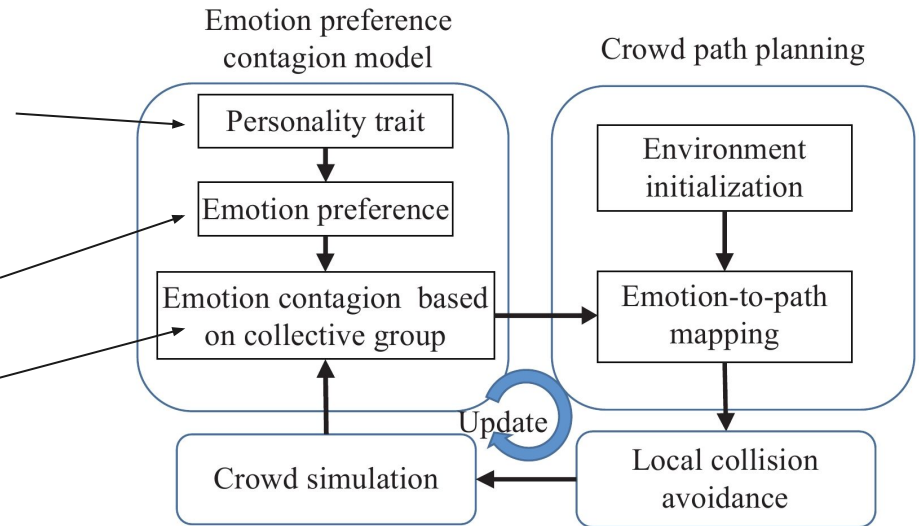 Emotion preference
contagion model
Personality trait
Emotion preference
Emotion contagion based
on collective group
Crowd path planning
Environment
initialization
Emotion-to-path
mapping
Update
Crowd simulation
Local collision
avoidance